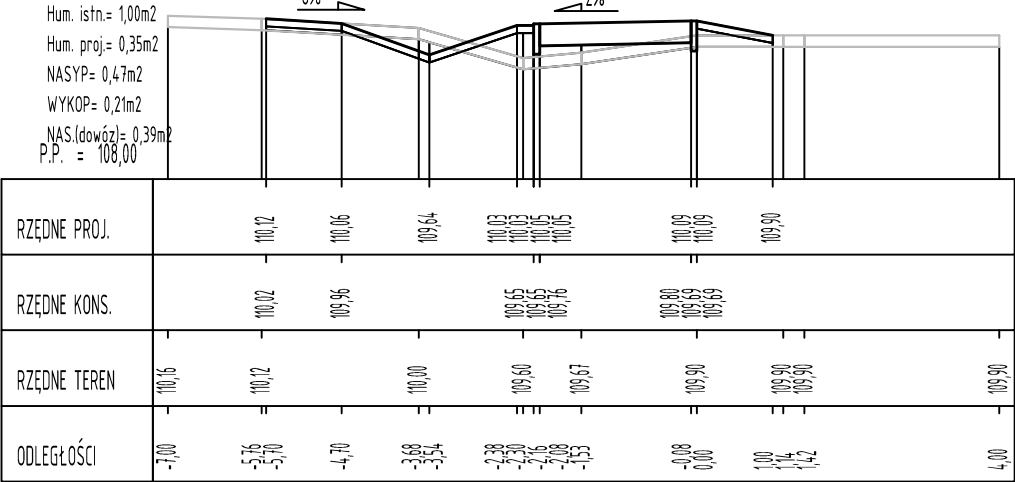 Hum. istn.= 1,00m2
Hum. proj.= 0,35m2
NASYP= 0,47m2
WYKOP= 0,21m2
NAS.(dowóz)= 0,39m2
P.P. = 108,00
2%
RZĘDNE PROJ. 110,12 110,06 109,64 110,03 110,03 110,05 110,05 110,09 110,09 109,90
RZĘDNE KONS. 110,02 109,96 109,65 109,65 109,76 109,80 109,69 109,69
RZĘDNE TEREN 110,16 110,12 110,00 109,60 109,67 109,90 109,90 109,90 109,90
ODLEGŁOŚCI -7,00 -5,76 -5,70 -4,70 -3,68 -3,54 -2,38 -2,30 -2,16 -2,08 -1,53 -0,08 0,00 1,00 1,14 1,42 4,00